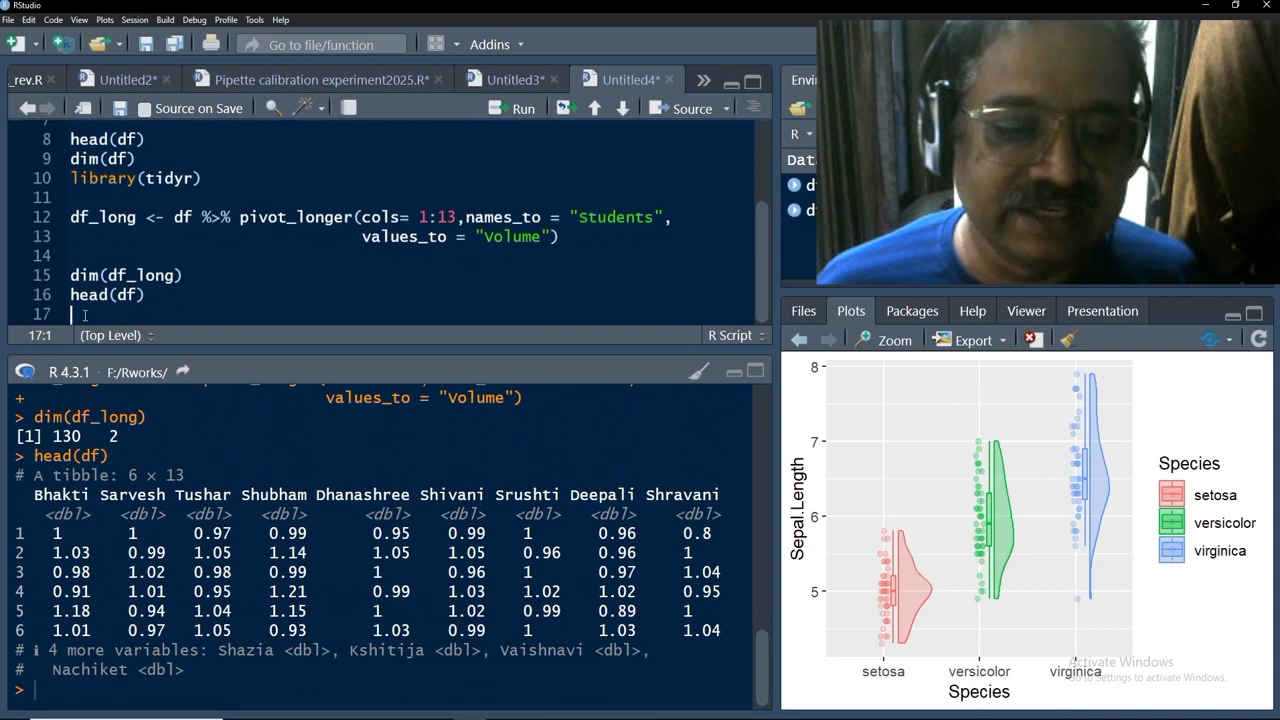 RStudio
File Edit Code View Plots Session Build Debug Profile Tools Help
Go to file/function
Addins
_rev.R
Untitled2*
Pipette calibration experiment2025.R*
Untitled3*
Untitled4*
Source on Save
Run
Source
8 head(df)
9 dim(df)
10 library(tidyr)
11
12 df_long <- df %>% pivot_longer(cols= 1:13,names_to = "Students",
13 values_to = "Volume")
14
15 dim(df_long)
16 head(df)
17
17:1 (Top Level) R Script
R 4.3.1 · F:/Rworks/
+ values_to = "Volume")
> dim(df_long)
[1] 130 2
> head(df)
# A tibble: 6 × 13
Bhakti Sarvesh Tushar Shubham Dhanashree Shivani Srushti Deepali Shravani
<dbl> <dbl> <dbl> <dbl> <dbl> <dbl> <dbl> <dbl> <dbl>
1 1 1 0.97 0.99 0.95 0.99 1 0.96 0.8
2 1.03 0.99 1.05 1.14 1.05 1.05 0.96 0.96 1
3 0.98 1.02 0.98 0.99 1 0.96 1 0.97 1.04
4 0.91 1.01 0.95 1.21 0.99 1.03 1.02 1.02 0.95
5 1.18 0.94 1.04 1.15 1 1.02 0.99 0.89 1
6 1.01 0.97 1.05 0.93 1.03 0.99 1 1.03 1.04
# ℹ 4 more variables: Shazia <dbl>, Kshitija <dbl>, Vaishnavi <dbl>,
# Nachiket <dbl>
>
Envi
R
Dat
Files Plots Packages Help Viewer Presentation
Zoom Export
8
7
6
5
Sepal.Length
setosa versicolor virginica
Species
Species
setosa
versicolor
virginica
Activate Windows
Go to Settings to activate Windows.